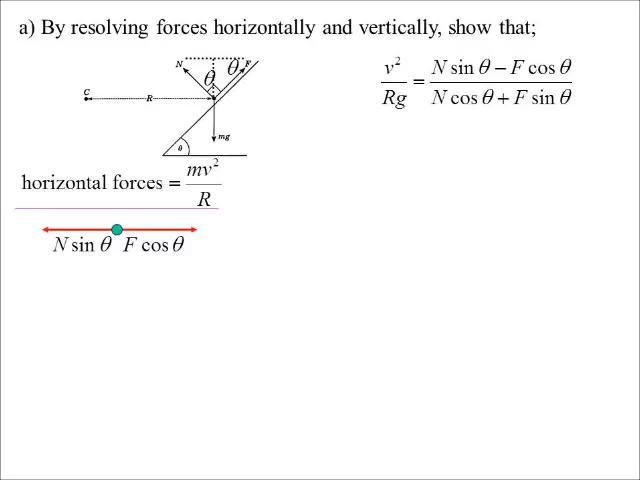 a) By resolving forces horizontally and vertically, show that;
v²/Rg = (N sin θ − F cos θ)/(N cos θ + F sin θ)
N θ θ F
C R
mg
θ
horizontal forces = mv²/R
N sin θ F cos θ